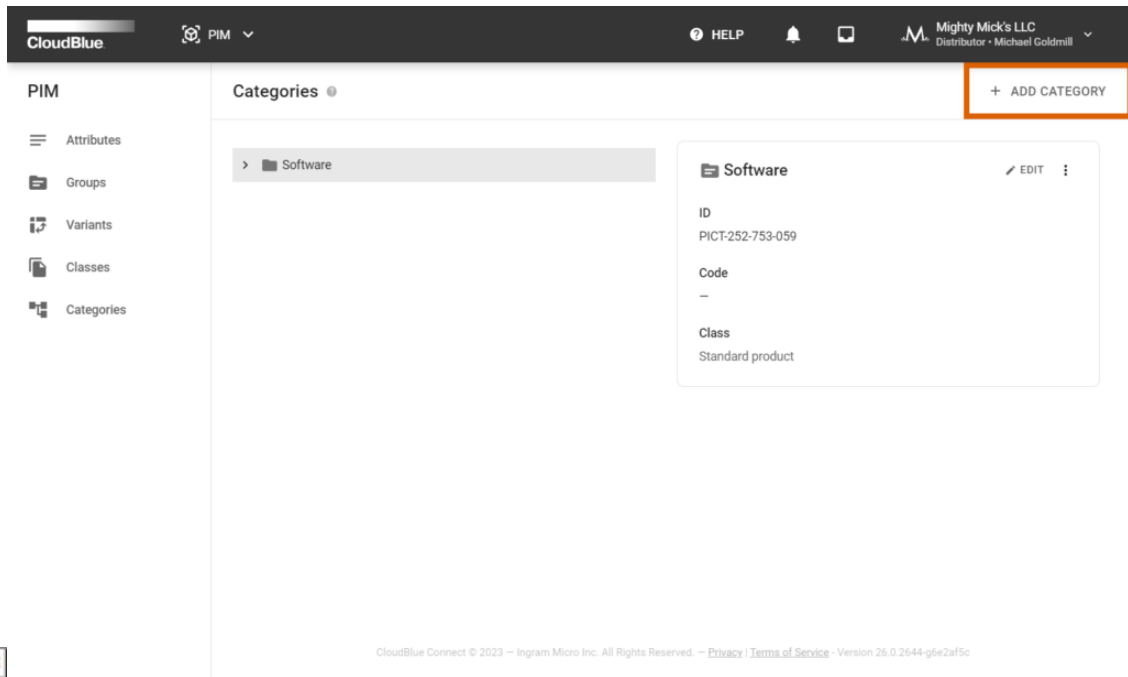 CloudBlue
PIM
HELP
Mighty Mick's LLC
Distributor • Michael Goldmill
.M.
PIM
Attributes
Groups
Variants
Classes
Categories
Categories
+ ADD CATEGORY
Software
Software
EDIT
ID
PICT-252-753-059
Code
—
Class
Standard product
CloudBlue Connect © 2023 — Ingram Micro Inc. All Rights Reserved. — Privacy | Terms of Service - Version 26.0.2644-g6e2af5c